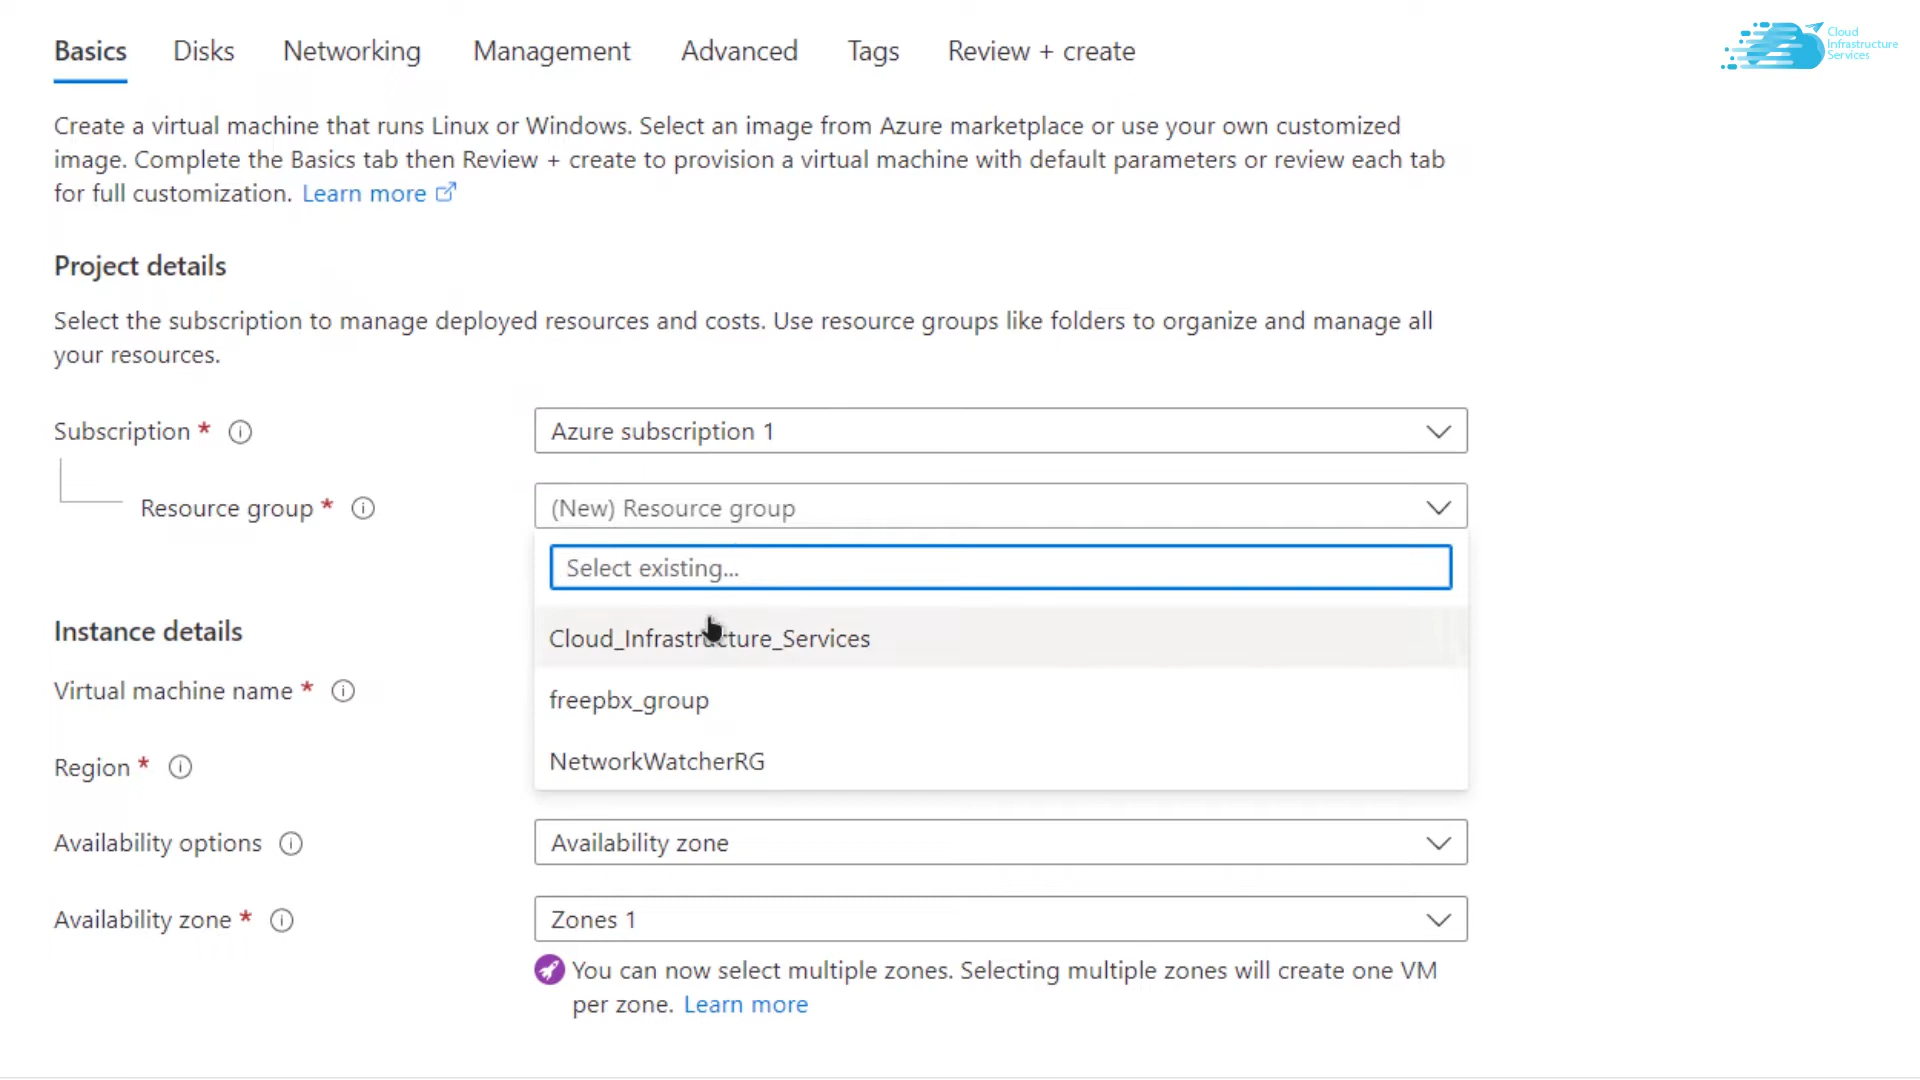 Basics Disks Networking Management Advanced Tags Review + create
Cloud
Infrastructure
Services
Create a virtual machine that runs Linux or Windows. Select an image from Azure marketplace or use your own customized
image. Complete the Basics tab then Review + create to provision a virtual machine with default parameters or review each tab
for full customization. Learn more
Project details
Select the subscription to manage deployed resources and costs. Use resource groups like folders to organize and manage all
your resources.
Subscription * Azure subscription 1
Resource group * (New) Resource group
Select existing...
Cloud_Infrastructure_Services
freepbx_group
NetworkWatcherRG
Instance details
Virtual machine name *
Region *
Availability options Availability zone
Availability zone * Zones 1
You can now select multiple zones. Selecting multiple zones will create one VM
per zone. Learn more